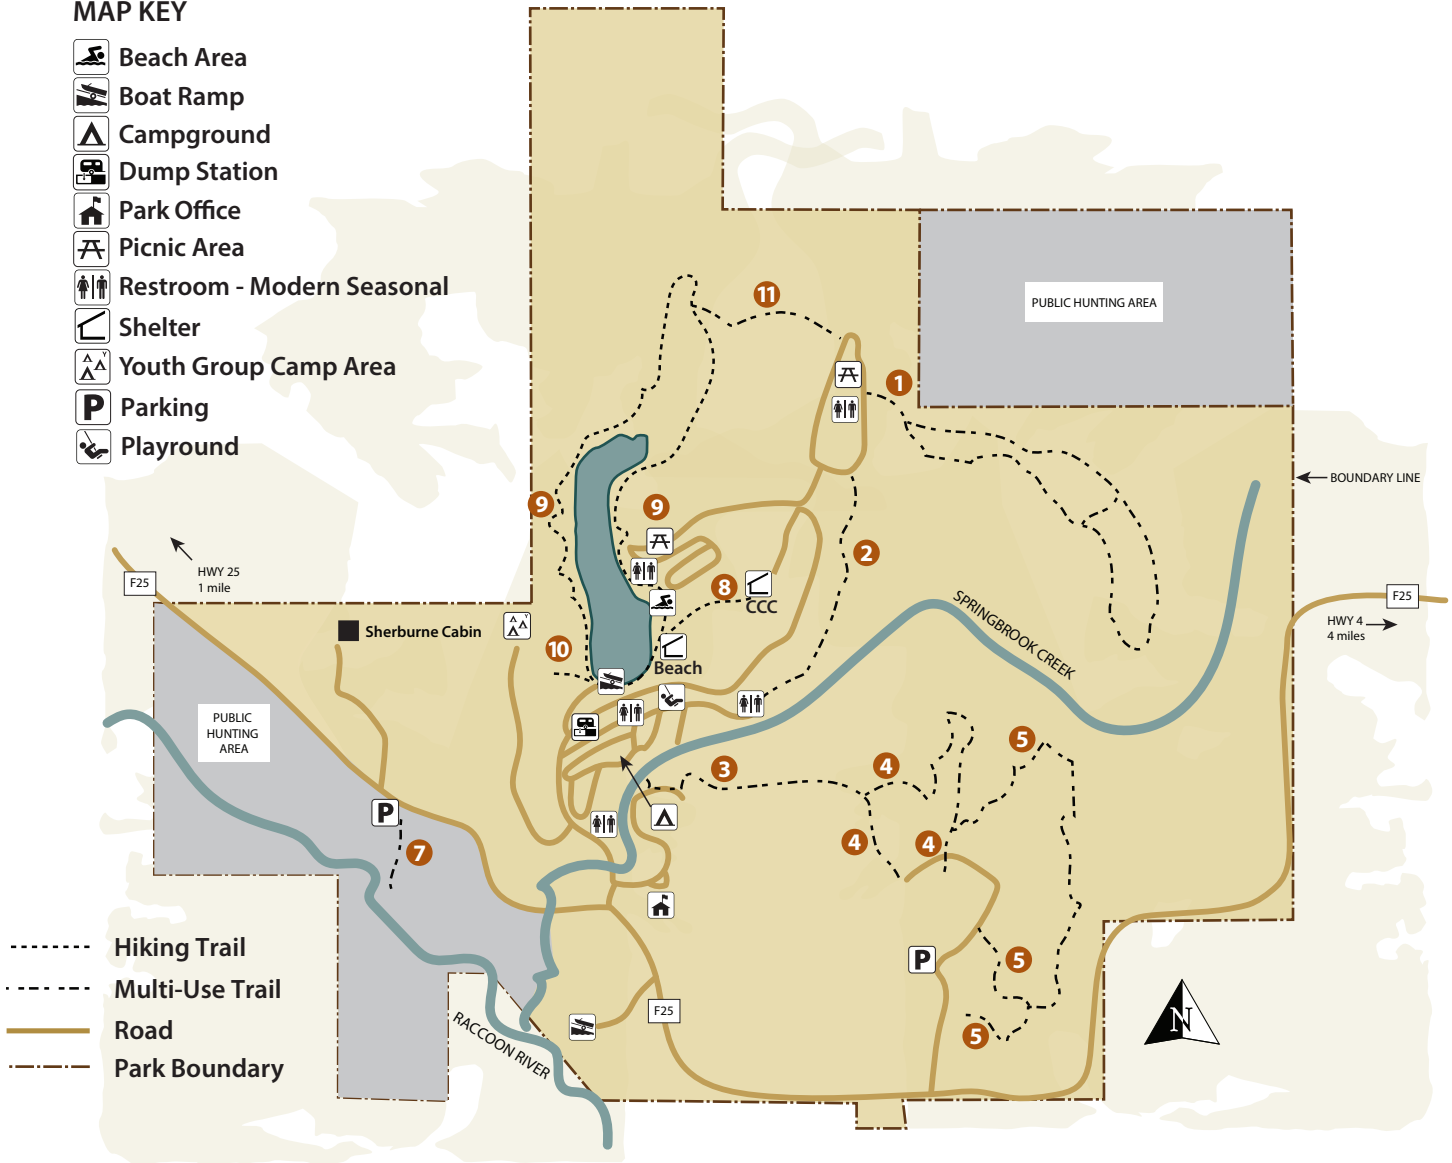 MAP KEY
Beach Area
Boat Ramp
Campground
Dump Station
Park Office
Picnic Area
Restroom - Modern Seasonal
Shelter
Youth Group Camp Area
P Parking
Playround
11
PUBLIC HUNTING AREA
1
BOUNDARY LINE
9
9
2
HWY 25
1 mile
F25
8
CCC
SPRINGBROOK CREEK
F25
HWY 4
4 miles
Sherburne Cabin
Y
10
Beach
PUBLIC
HUNTING
AREA
3
4
5
P
7
4
4
Hiking Trail
Multi-Use Trail
Road
Park Boundary
P
5
5
F25
RACCOON RIVER
N